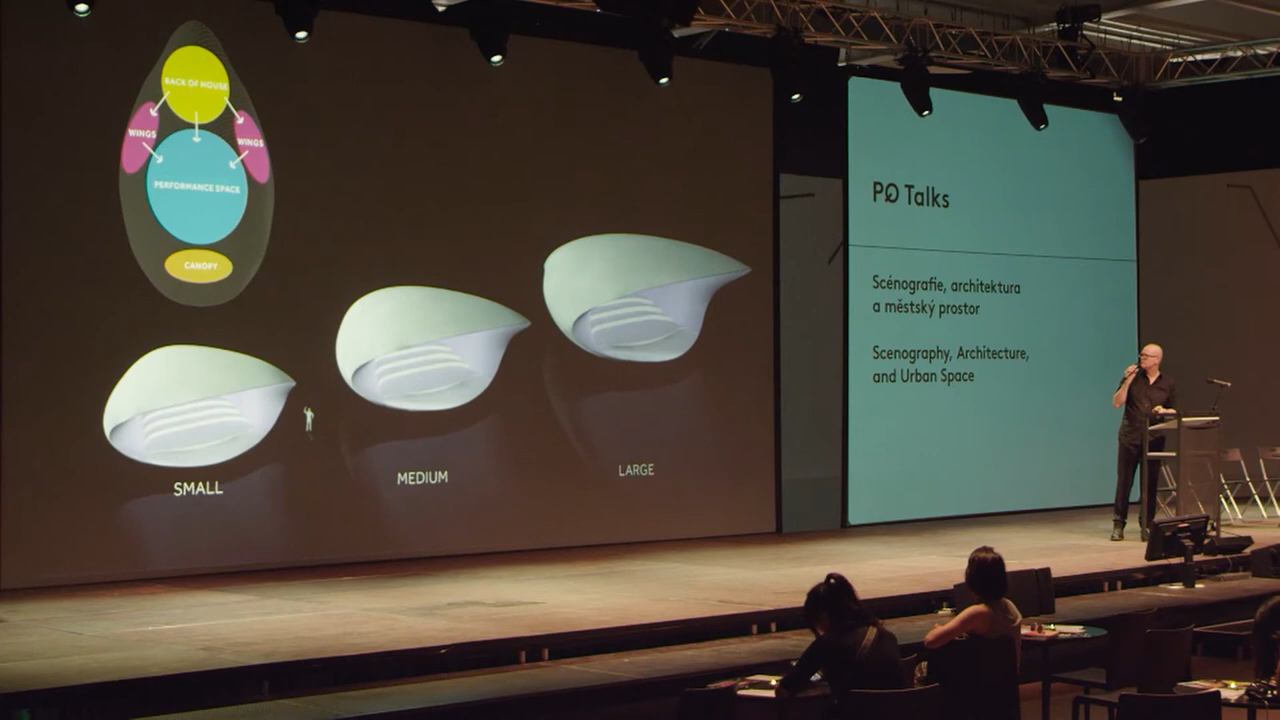 BACK OF HOUSE
WINGS
WINGS
PERFORMANCE SPACE
CANOPY
SMALL
MEDIUM
LARGE
PQ Talks
Scénografie, architektura
a městský prostor
Scenography, Architecture,
and Urban Space